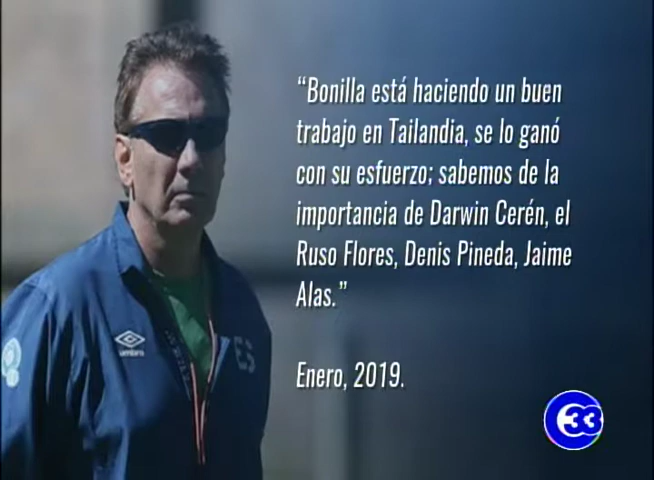 “Bonilla está haciendo un buen
trabajo en Tailandia, se lo ganó
con su esfuerzo; sabemos de la
importancia de Darwin Cerén, el
Ruso Flores, Denis Pineda, Jaime
Alas.”
Enero, 2019.
umbro
ES
33